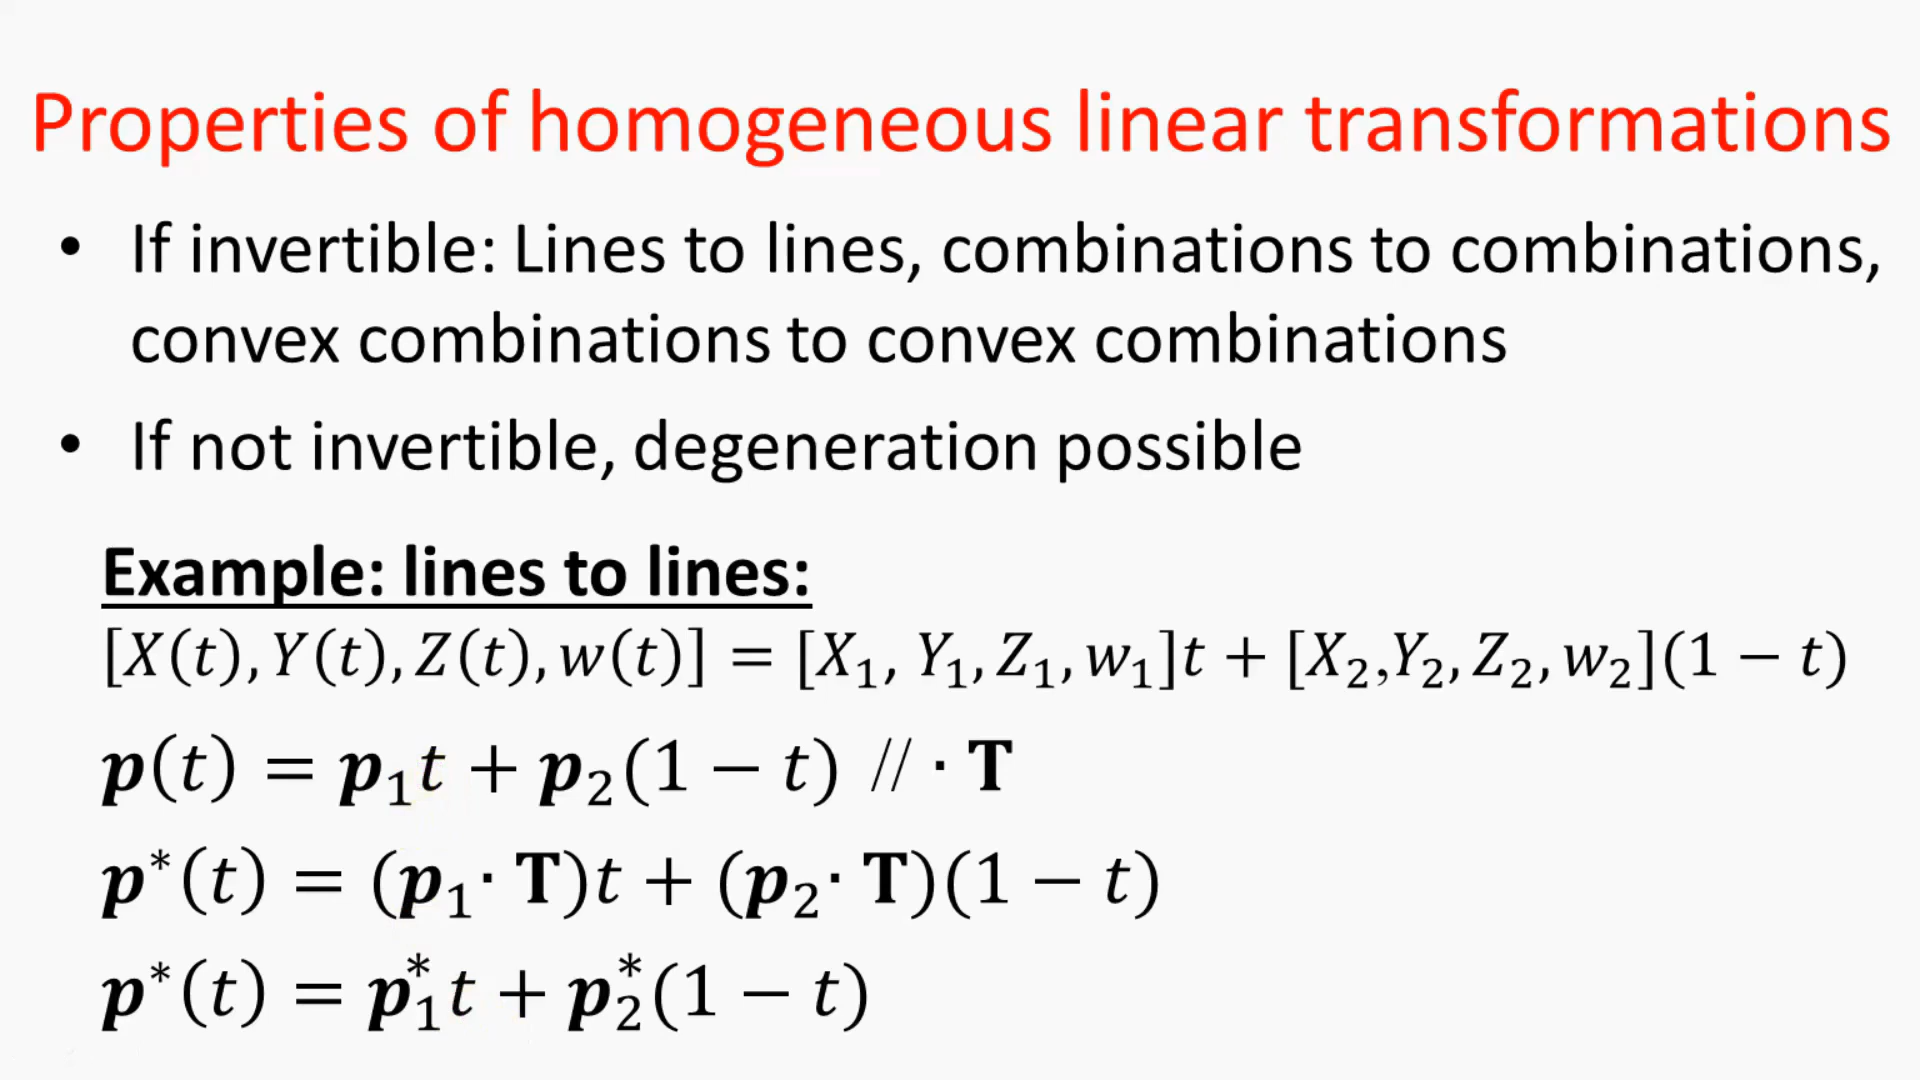 Properties of homogeneous linear transformations
• If invertible: Lines to lines, combinations to combinations,
convex combinations to convex combinations
• If not invertible, degeneration possible
Example: lines to lines:
[X(t), Y(t), Z(t), w(t)] = [X₁, Y₁, Z₁, w₁]t + [X₂,Y₂, Z₂, w₂](1 − t)
p(t) = p₁t + p₂(1 − t) // · T
p*(t) = (p₁· T)t + (p₂· T)(1 − t)
p*(t) = p₁*t + p₂*(1 − t)